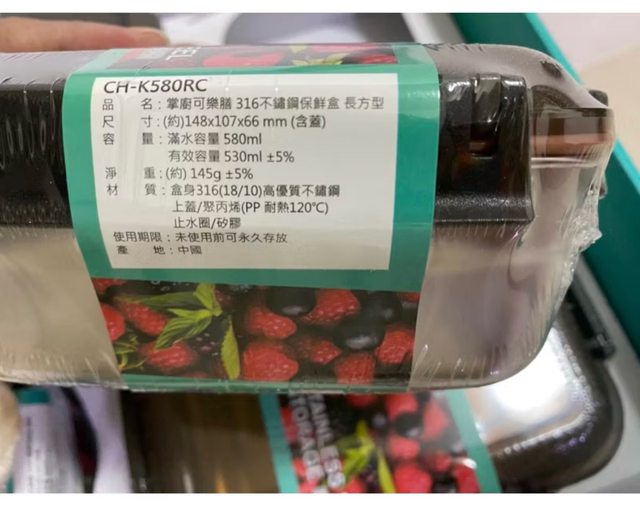 CH-K580RC
品 名：掌廚可樂膳 316不鏽鋼保鮮盒 長方型
尺 寸：(約)148x107x66 mm (含蓋)
容 量：滿水容量 580ml
有效容量 530ml ±5%
淨 重：(約) 145g ±5%
材 質：盒身316(18/10)高優質不鏽鋼
上蓋/聚丙烯(PP 耐熱120℃)
止水圈/矽膠
使用期限：未使用前可永久存放
產 地：中國
STAINLESS
STORAGE